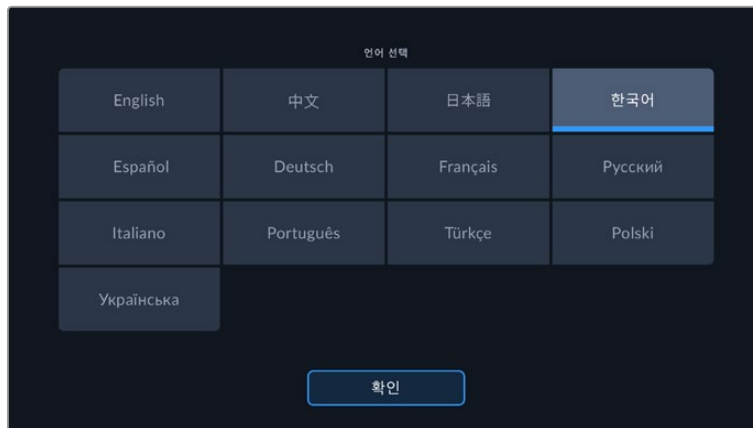 언어 선택
English 中文 日本語 한국어
Español Deutsch Français Русский
Italiano Português Türkçe Polski
Українська
확인